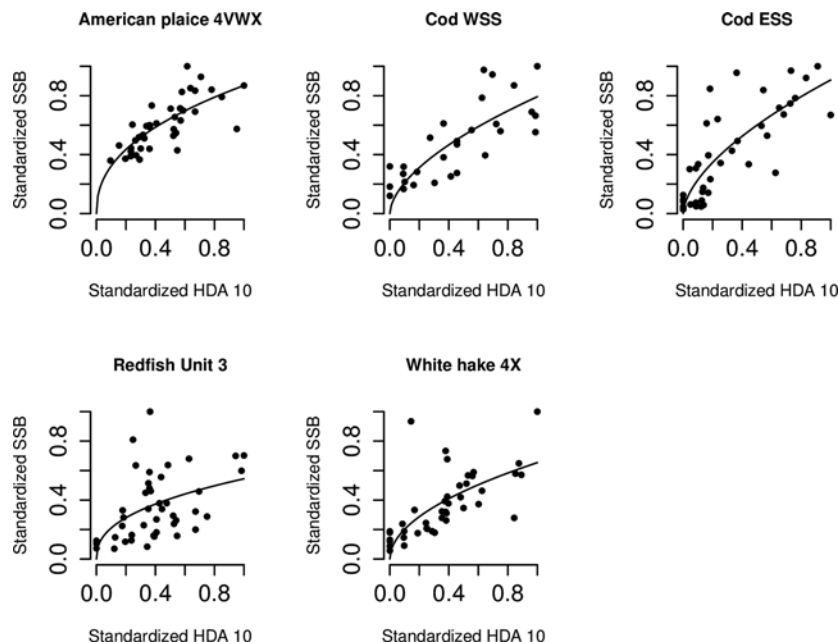 American plaice 4VWX
Cod WSS
Cod ESS
Standardized SSB
0.0 0.4 0.8
0.0 0.4 0.8
Standardized HDA 10
Standardized SSB
0.0 0.4 0.8
0.0 0.4 0.8
Standardized HDA 10
Standardized SSB
0.0 0.4 0.8
0.0 0.4 0.8
Standardized HDA 10
Redfish Unit 3
White hake 4X
Standardized SSB
0.0 0.4 0.8
0.0 0.4 0.8
Standardized HDA 10
Standardized SSB
0.0 0.4 0.8
0.0 0.4 0.8
Standardized HDA 10